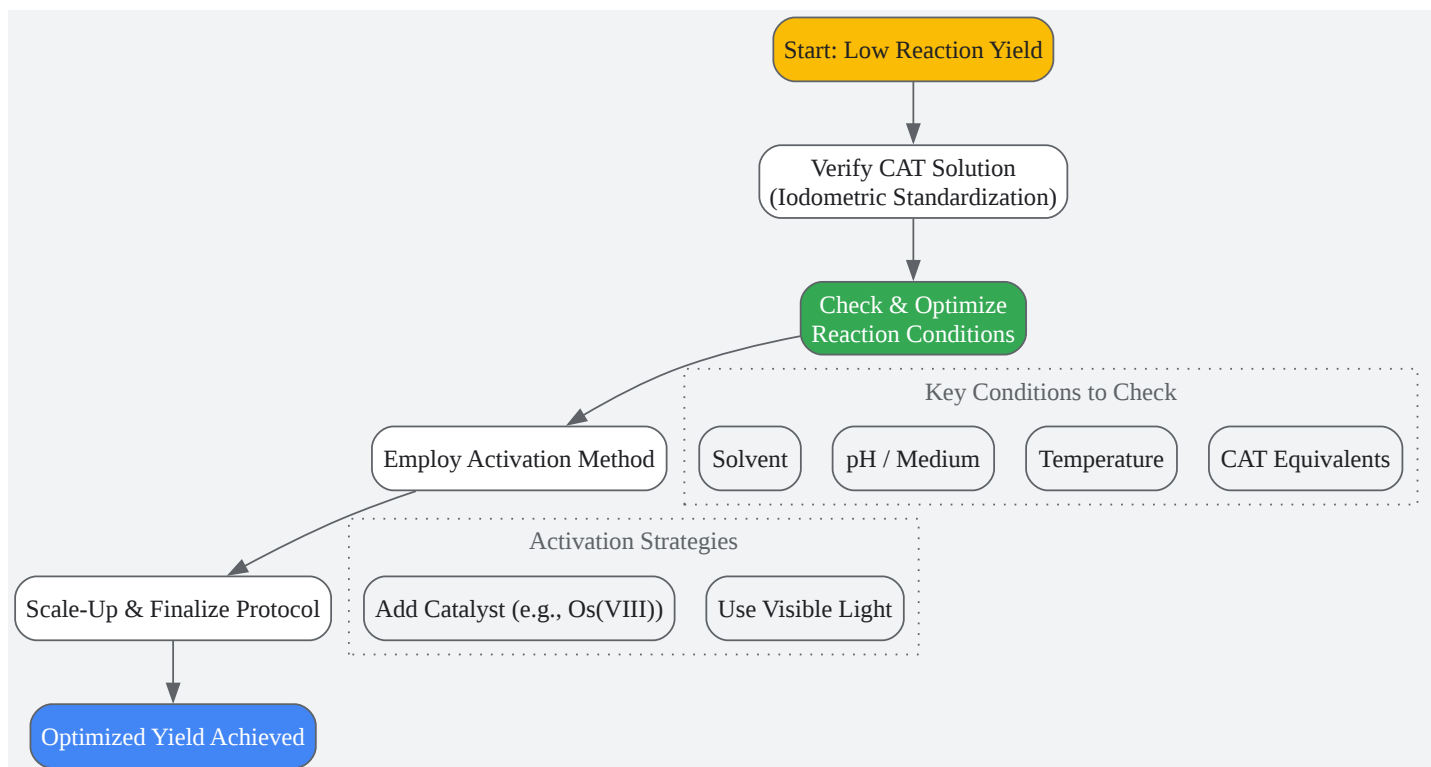 Start: Low Reaction Yield
Verify CAT Solution
(Iodometric Standardization)
Check & Optimize
Reaction Conditions
Key Conditions to Check
Employ Activation Method
Solvent
pH / Medium
Temperature
CAT Equivalents
Activation Strategies
Scale-Up & Finalize Protocol
Add Catalyst (e.g., Os(VIII))
Use Visible Light
Optimized Yield Achieved